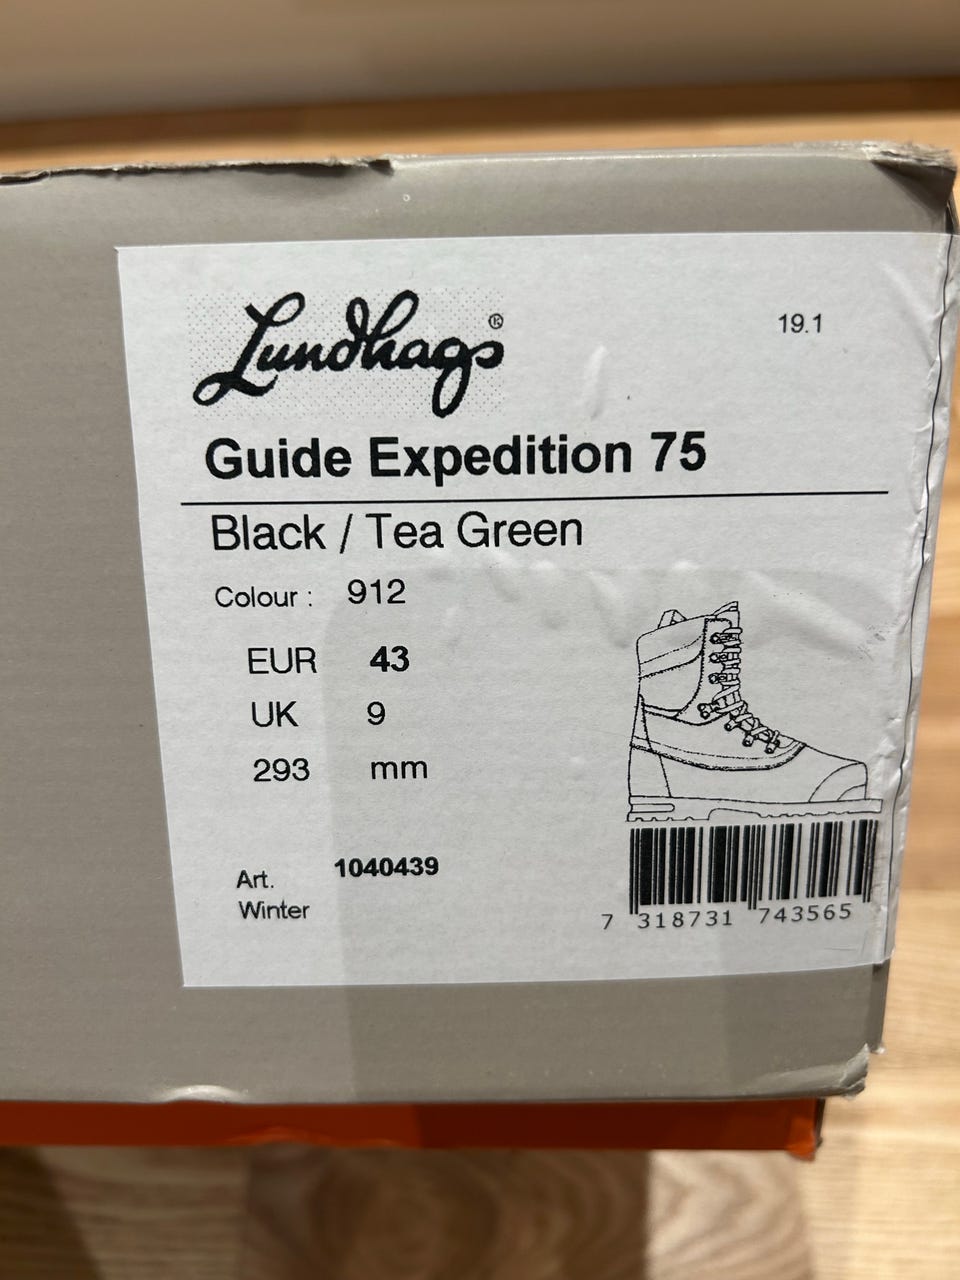 Lundhags®
19.1
Guide Expedition 75
Black / Tea Green
Colour : 912
EUR 43
UK 9
293 mm
Art. 1040439
Winter
7 318731 743565